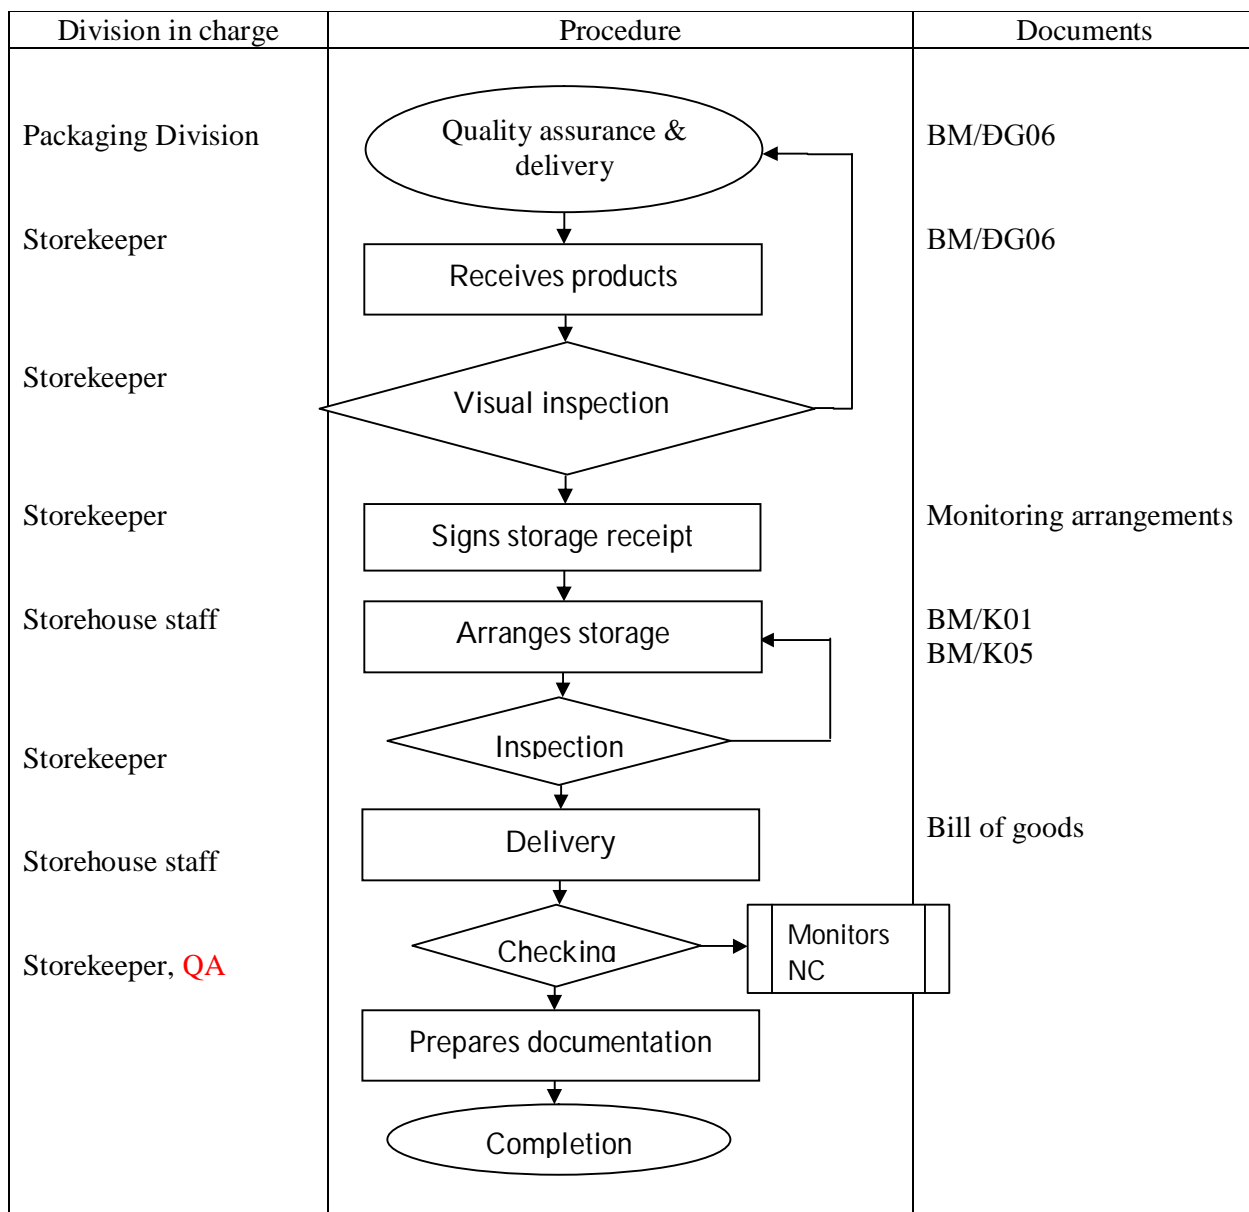 Division in charge
Procedure
Documents
Packaging Division
Quality assurance &
delivery
BM/ĐG06
Storekeeper
Receives products
BM/ĐG06
Storekeeper
Visual inspection
Storekeeper
Signs storage receipt
Monitoring arrangements
Storehouse staff
Arranges storage
BM/K01
BM/K05
Storekeeper
Inspection
Storehouse staff
Delivery
Bill of goods
Storekeeper, QA
Checking
Monitors
NC
Prepares documentation
Completion